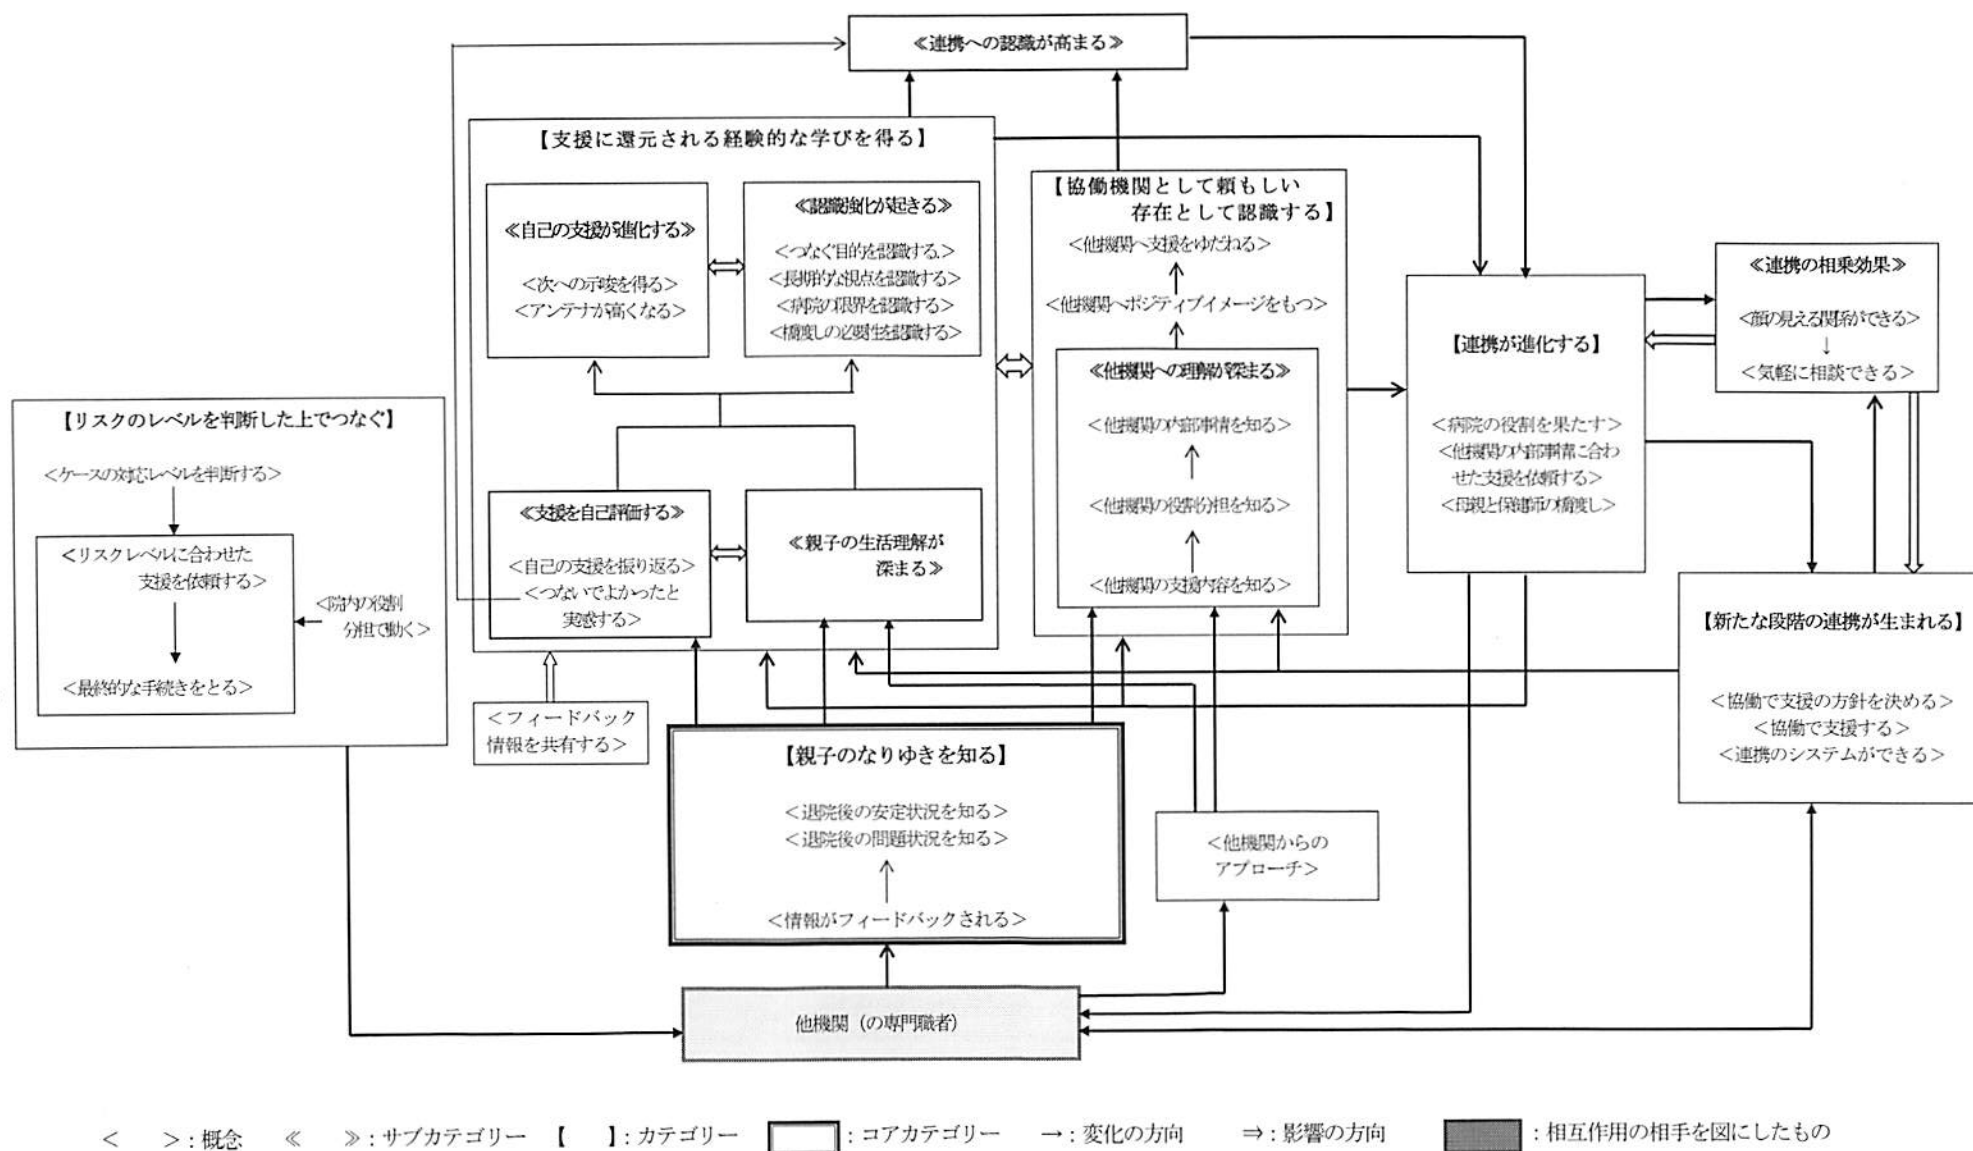 ≪連携への認識が高まる≫
【支援に還元される経験的な学びを得る】
≪自己の支援が進化する≫
<次への示唆を得る>
<アンテナが高くなる>
≪認識強化が起きる≫
<つなぐ目的を認識する>
<長期的な視点を認識する>
<病院の限界を認識する>
<橋渡しの必要性を認識する>
≪支援を自己評価する≫
<自己の支援を振り返る>
<つないでよかったと
実感する>
≪親子の生活理解が
深まる≫
【協働機関として頼もしい
存在として認識する】
<他機関へ支援をゆだねる>
<他機関へポジティブイメージをもつ>
≪他機関への理解が深まる≫
<他機関の内部事情を知る>
<他機関の役割分担を知る>
<他機関の支援内容を知る>
【連携が進化する】
<病院の役割を果たす>
<他機関の内部事情に合わ
せた支援を依頼する>
<母親と保健師の橋渡し>
≪連携の相乗効果≫
<顔の見える関係ができる>
↓
<気軽に相談できる>
【リスクのレベルを判断した上でつなぐ】
<ケースの対応レベルを判断する>
<リスクレベルに合わせた
支援を依頼する>
<院内の役割
分担で動く>
<最終的な手続きをとる>
【新たな段階の連携が生まれる】
<協働で支援の方針を決める>
<協働で支援する>
<連携のシステムができる>
<フィードバック
情報を共有する>
【親子のなりゆきを知る】
<退院後の安定状況を知る>
<退院後の問題状況を知る>
<情報がフィードバックされる>
<他機関からの
アプローチ>
他機関（の専門職者）
<　>：概念　≪　≫：サブカテゴリー　【　】：カテゴリー　：コアカテゴリー　→：変化の方向　⇒：影響の方向　：相互作用の相手を図にしたもの